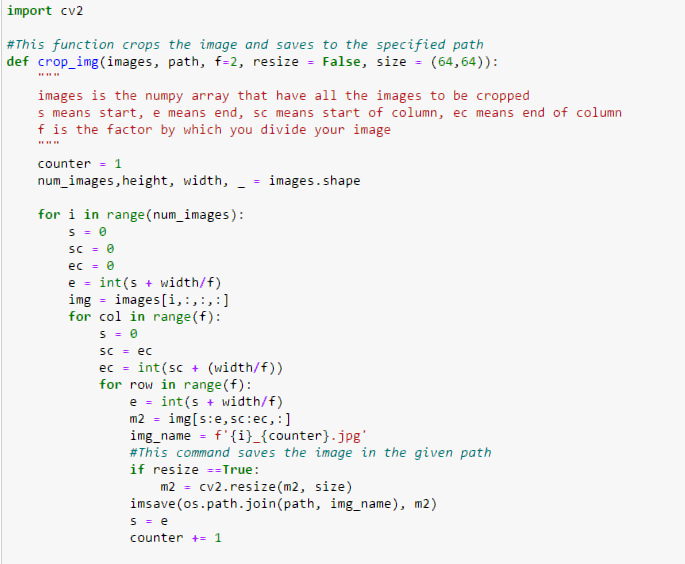 import cv2
#This function crops the image and saves to the specified path
def crop_img(images, path, f=2, resize = False, size = (64,64)):
    """
    images is the numpy array that have all the images to be cropped
    s means start, e means end, sc means start of column, ec means end of column
    f is the factor by which you divide your image
    """
    counter = 1
    num_images,height, width, _ = images.shape
    for i in range(num_images):
        s = 0
        sc = 0
        ec = 0
        e = int(s + width/f)
        img = images[i,:,:,:]
        for col in range(f):
            s = 0
            sc = ec
            ec = int(sc + (width/f))
            for row in range(f):
                e = int(s + width/f)
                m2 = img[s:e,sc:ec,:]
                img_name = f'{i}_{counter}.jpg'
                #This command saves the image in the given path
                if resize ==True:
                    m2 = cv2.resize(m2, size)
                imsave(os.path.join(path, img_name), m2)
                s = e
                counter += 1